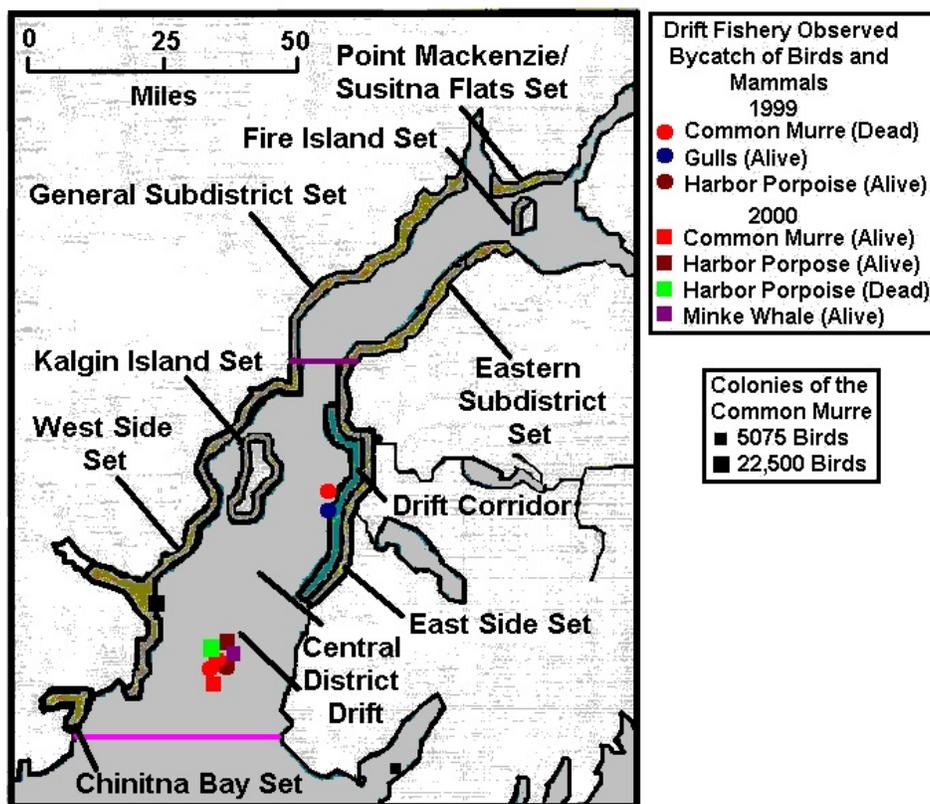 0 25 50
Miles
Point Mackenzie/
Susitna Flats Set
Fire Island Set
General Subdistrict Set
Kalgin Island Set
West Side
Set
Eastern
Subdistrict
Set
Drift Corridor
East Side Set
Central
District
Drift
Chinitna Bay Set
Drift Fishery Observed
Bycatch of Birds and
Mammals
1999
Common Murre (Dead)
Gulls (Alive)
Harbor Porpoise (Alive)
2000
Common Murre (Alive)
Harbor Porpose (Alive)
Harbor Porpoise (Dead)
Minke Whale (Alive)
Colonies of the
Common Murre
5075 Birds
22,500 Birds